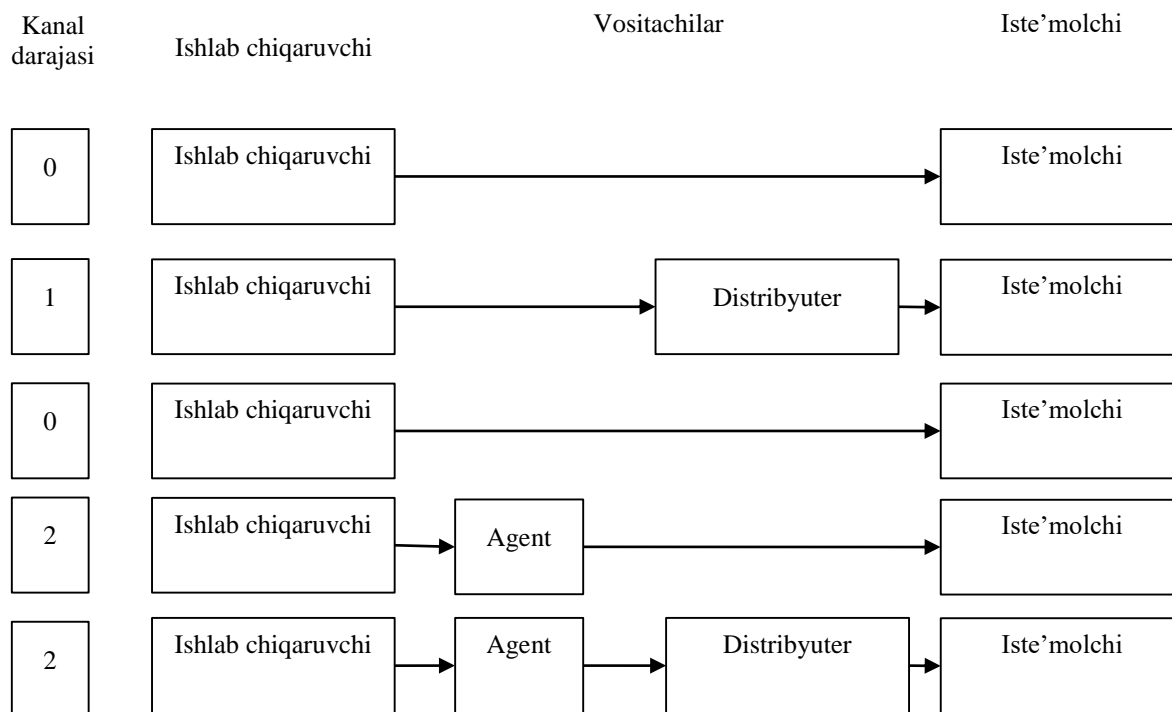 Kanal
darajasi
Ishlab chiqaruvchi
Vositachilar
Iste’molchi
0
Ishlab chiqaruvchi
Iste’molchi
1
Ishlab chiqaruvchi
Distribyuter
Iste’molchi
0
Ishlab chiqaruvchi
Iste’molchi
2
Ishlab chiqaruvchi
Agent
Iste’molchi
2
Ishlab chiqaruvchi
Agent
Distribyuter
Iste’molchi